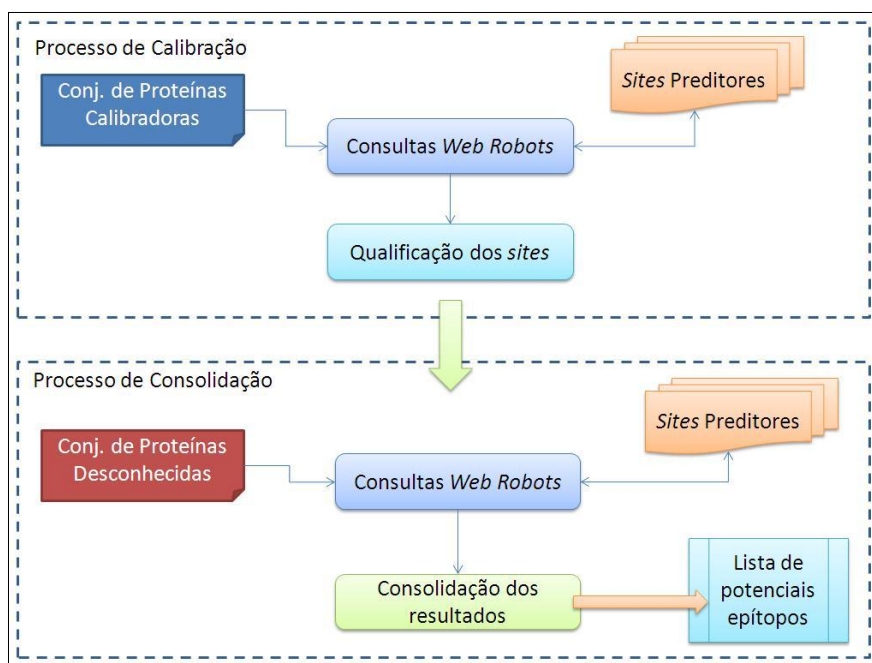 Processo de Calibração
Conj. de Proteínas
Calibradoras
Sites Preditores
Consultas Web Robots
Qualificação dos sites
Processo de Consolidação
Conj. de Proteínas
Desconhecidas
Sites Preditores
Consultas Web Robots
Consolidação dos
resultados
Lista de
potenciais
epítopos